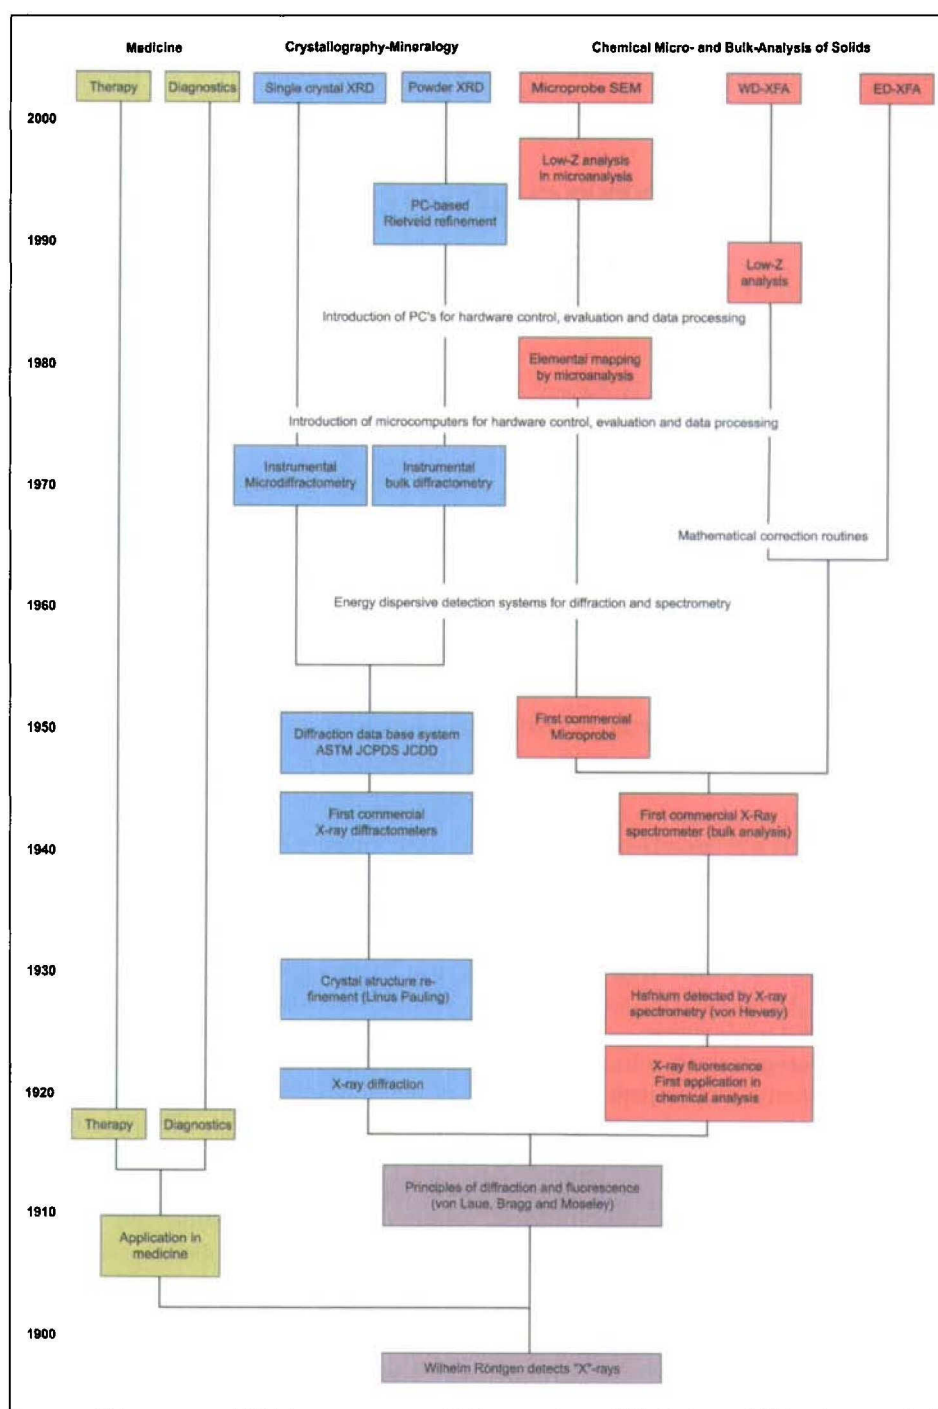 Medicine
Crystallography-Mineralogy
Chemical Micro- and Bulk-Analysis of Solids
Therapy
Diagnostics
Single crystal XRD
Powder XRD
Microprobe SEM
WD-XFA
ED-XFA
2000
Low-Z analysis
in microanalysis
PC-based
Rietveld refinement
1990
Low-Z
analysis
Introduction of PC's for hardware control, evaluation and data processing
1980
Elemental mapping
by microanalysis
Introduction of microcomputers for hardware control, evaluation and data processing
Instrumental
Microdiffractometry
Instrumental
bulk diffractometry
1970
Mathematical correction routines
1960
Energy dispersive detection systems for diffraction and spectrometry
1950
Diffraction data base system
ASTM JCPDS JCDD
First commercial
Microprobe
First commercial
X-ray diffractometers
First commercial X-Ray
spectrometer (bulk analysis)
1940
1930
Crystal structure re-
finement (Linus Pauling)
Hafnium detected by X-ray
spectrometry (von Hevesy)
X-ray diffraction
X-ray fluorescence
First application in
chemical analysis
1920
Therapy
Diagnostics
Principles of diffraction and fluorescence
(von Laue, Bragg and Moseley)
1910
Application in
medicine
1900
Wilhelm Röntgen detects "X"-rays